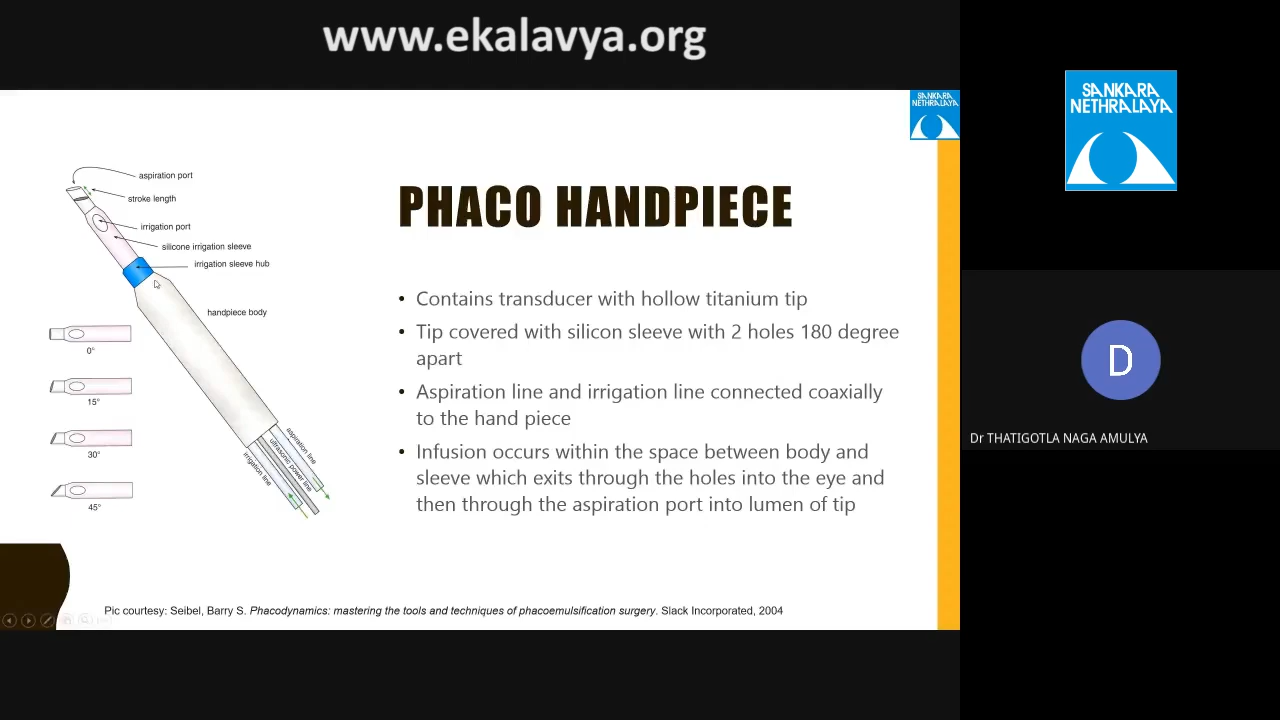 www.ekalavya.org
SANKARA
NETHRALAYA
SANKARA
NETHRALAYA
aspiration port
stroke length
irrigation port
silicone irrigation sleeve
irrigation sleeve hub
handpiece body
0°
15°
30°
45°
aspiration line
ultrasonic power line
irrigation line
PHACO HANDPIECE
• Contains transducer with hollow titanium tip
• Tip covered with silicon sleeve with 2 holes 180 degree
apart
• Aspiration line and irrigation line connected coaxially
to the hand piece
• Infusion occurs within the space between body and
sleeve which exits through the holes into the eye and
then through the aspiration port into lumen of tip
Pic courtesy: Seibel, Barry S. Phacodynamics: mastering the tools and techniques of phacoemulsification surgery. Slack Incorporated, 2004
D
Dr THATIGOTLA NAGA AMULYA